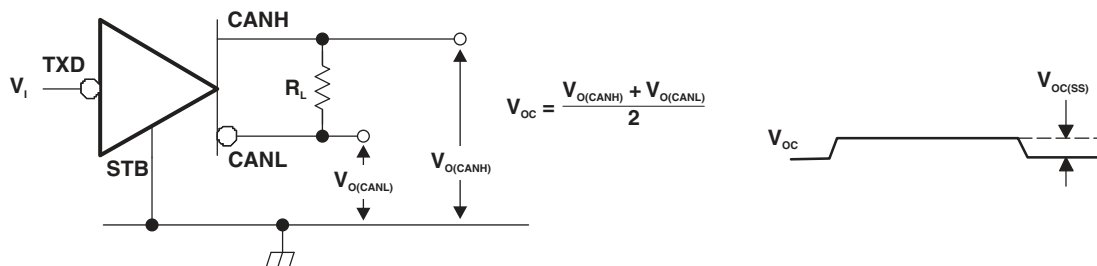 CANH
TXD
V_I
R_L
CANL
STB
V_O(CANL)
V_O(CANH)
V_OC = (V_O(CANH) + V_O(CANL)) / 2
V_OC(SS)
V_OC